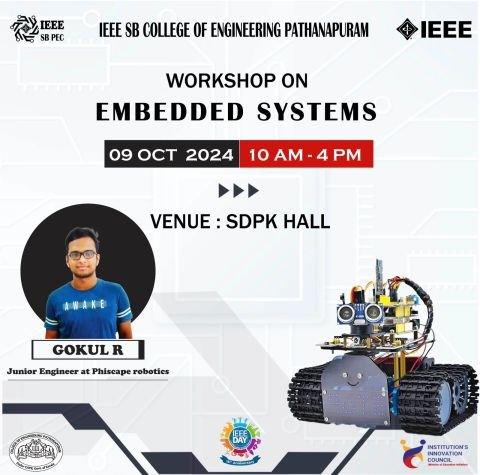 IEEE
SB PEC
IEEE SB COLLEGE OF ENGINEERING PATHANAPURAM
IEEE
WORKSHOP ON
EMBEDDED SYSTEMS
09 OCT 2024
10 AM - 4 PM
VENUE : SDPK HALL
AWAKE
GOKUL R
Junior Engineer at Phiscape robotics
IEEE
DAY
INSTITUTION'S
INNOVATION
COUNCIL